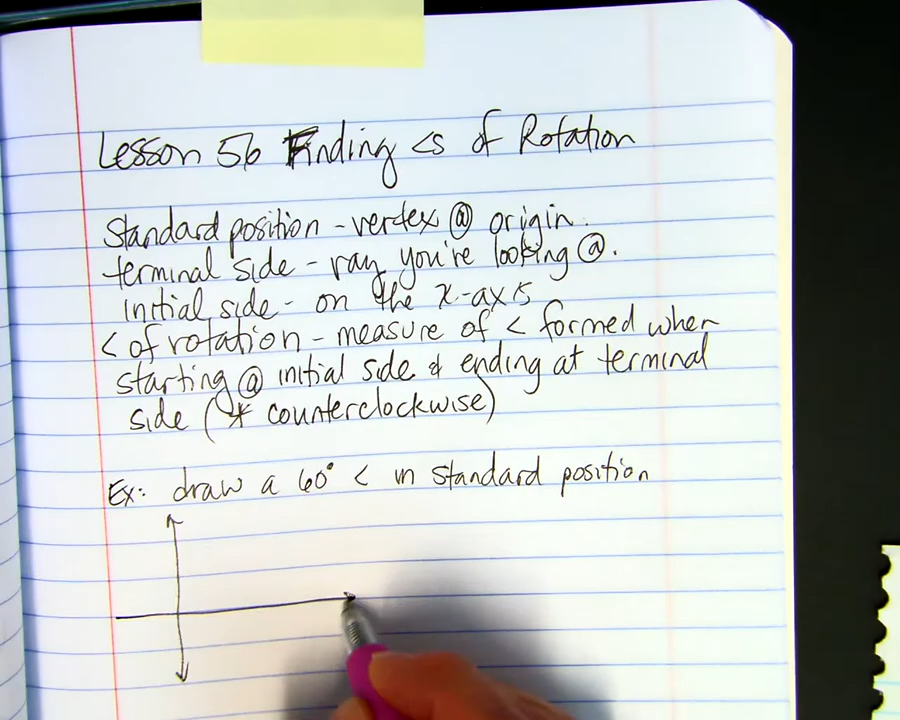 Lesson 56 Finding <s of Rotation
Standard position - vertex @ origin.
terminal side - ray you're looking @.
initial side - on the x-axis
< of rotation - measure of < formed when
starting @ initial side & ending at terminal
side (* counterclockwise)
Ex: draw a 60° < in standard position